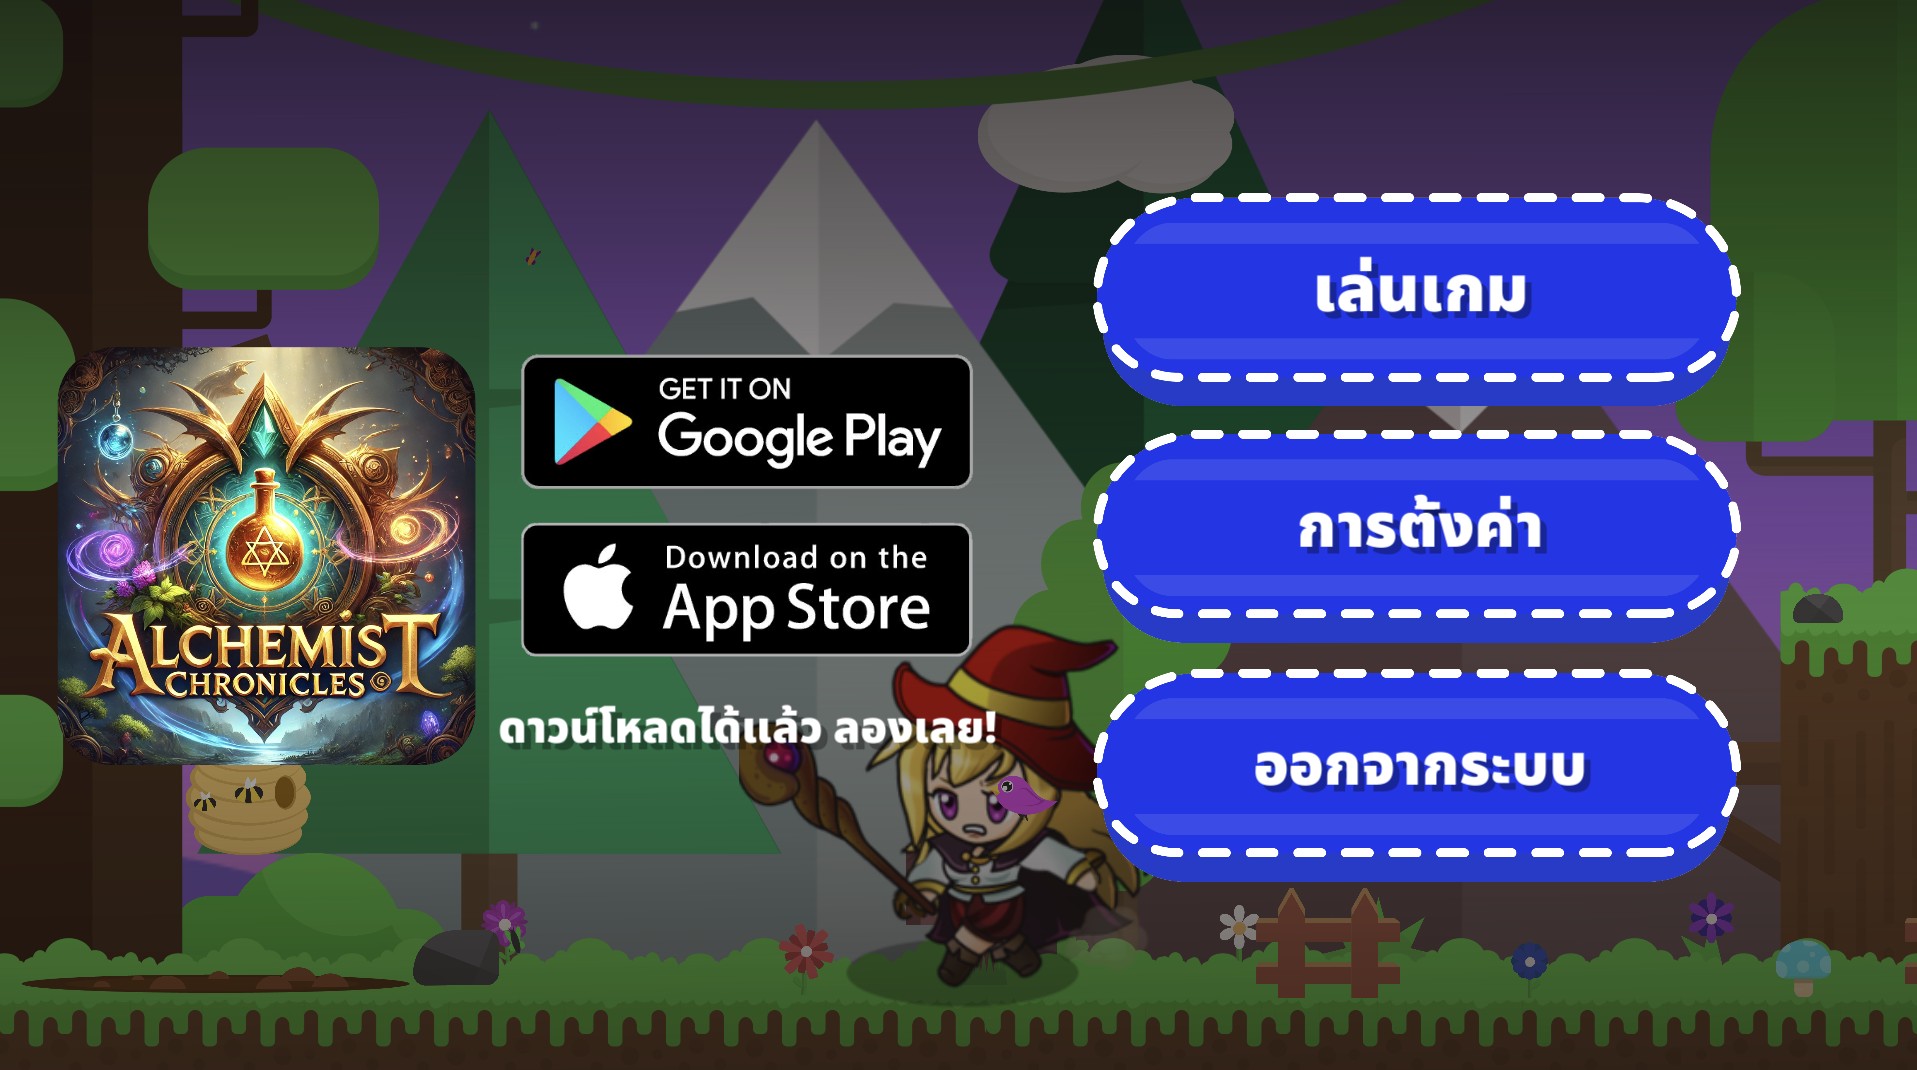 ALCHEMIST
CHRONICLES
GET IT ON
Google Play
Download on the
App Store
ดาวน์โหลดได้แล้ว ลองเลย!
เล่นเกม
การตั้งค่า
ออกจากระบบ